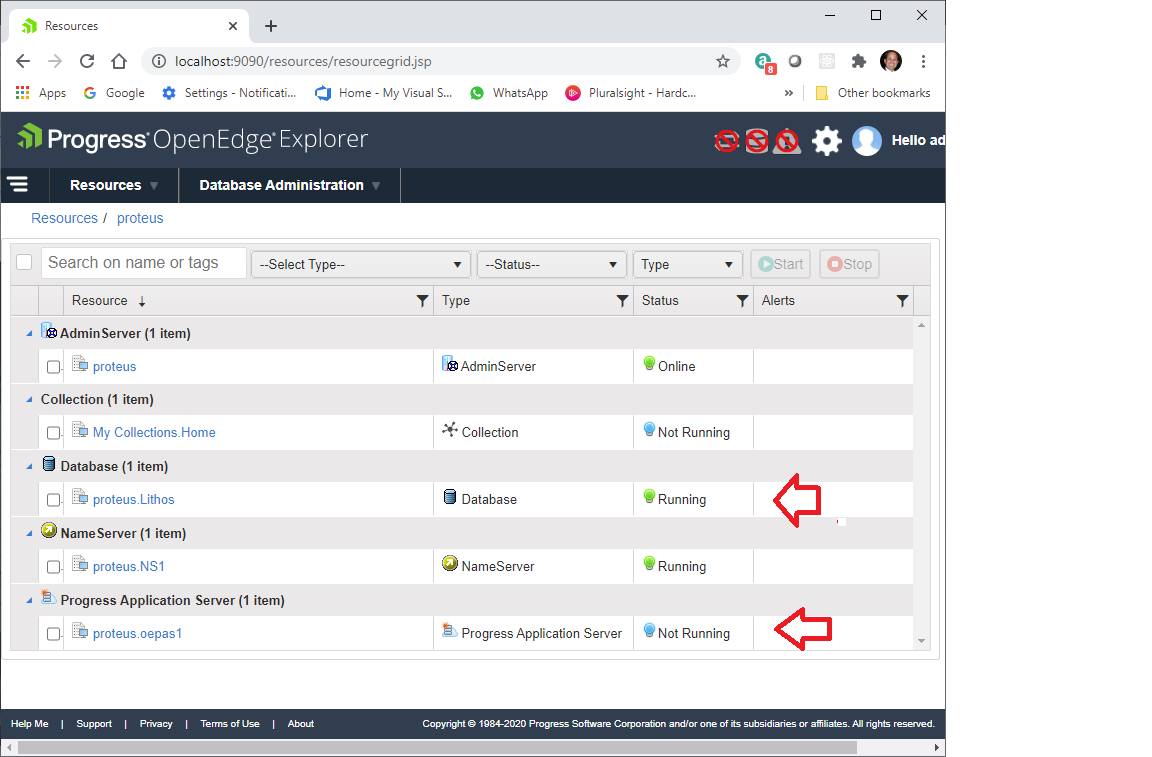 Resources
localhost:9090/resources/resourcegrid.jsp
a 8
Apps Google Settings - Notificati... Home - My Visual S... WhatsApp Pluralsight - Hardc... » Other bookmarks
Progress OpenEdge Explorer Hello ad
Resources Database Administration
Resources / proteus
Search on name or tags --Select Type-- --Status-- Type Start Stop
Resource ↓ Type Status Alerts
AdminServer (1 item)
proteus AdminServer Online
Collection (1 item)
My Collections.Home Collection Not Running
Database (1 item)
proteus.Lithos Database Running
NameServer (1 item)
proteus.NS1 NameServer Running
Progress Application Server (1 item)
proteus.oepas1 Progress Application Server Not Running
Help Me | Support | Privacy | Terms of Use | About Copyright © 1984-2020 Progress Software Corporation and/or one of its subsidiaries or affiliates. All rights reserved.